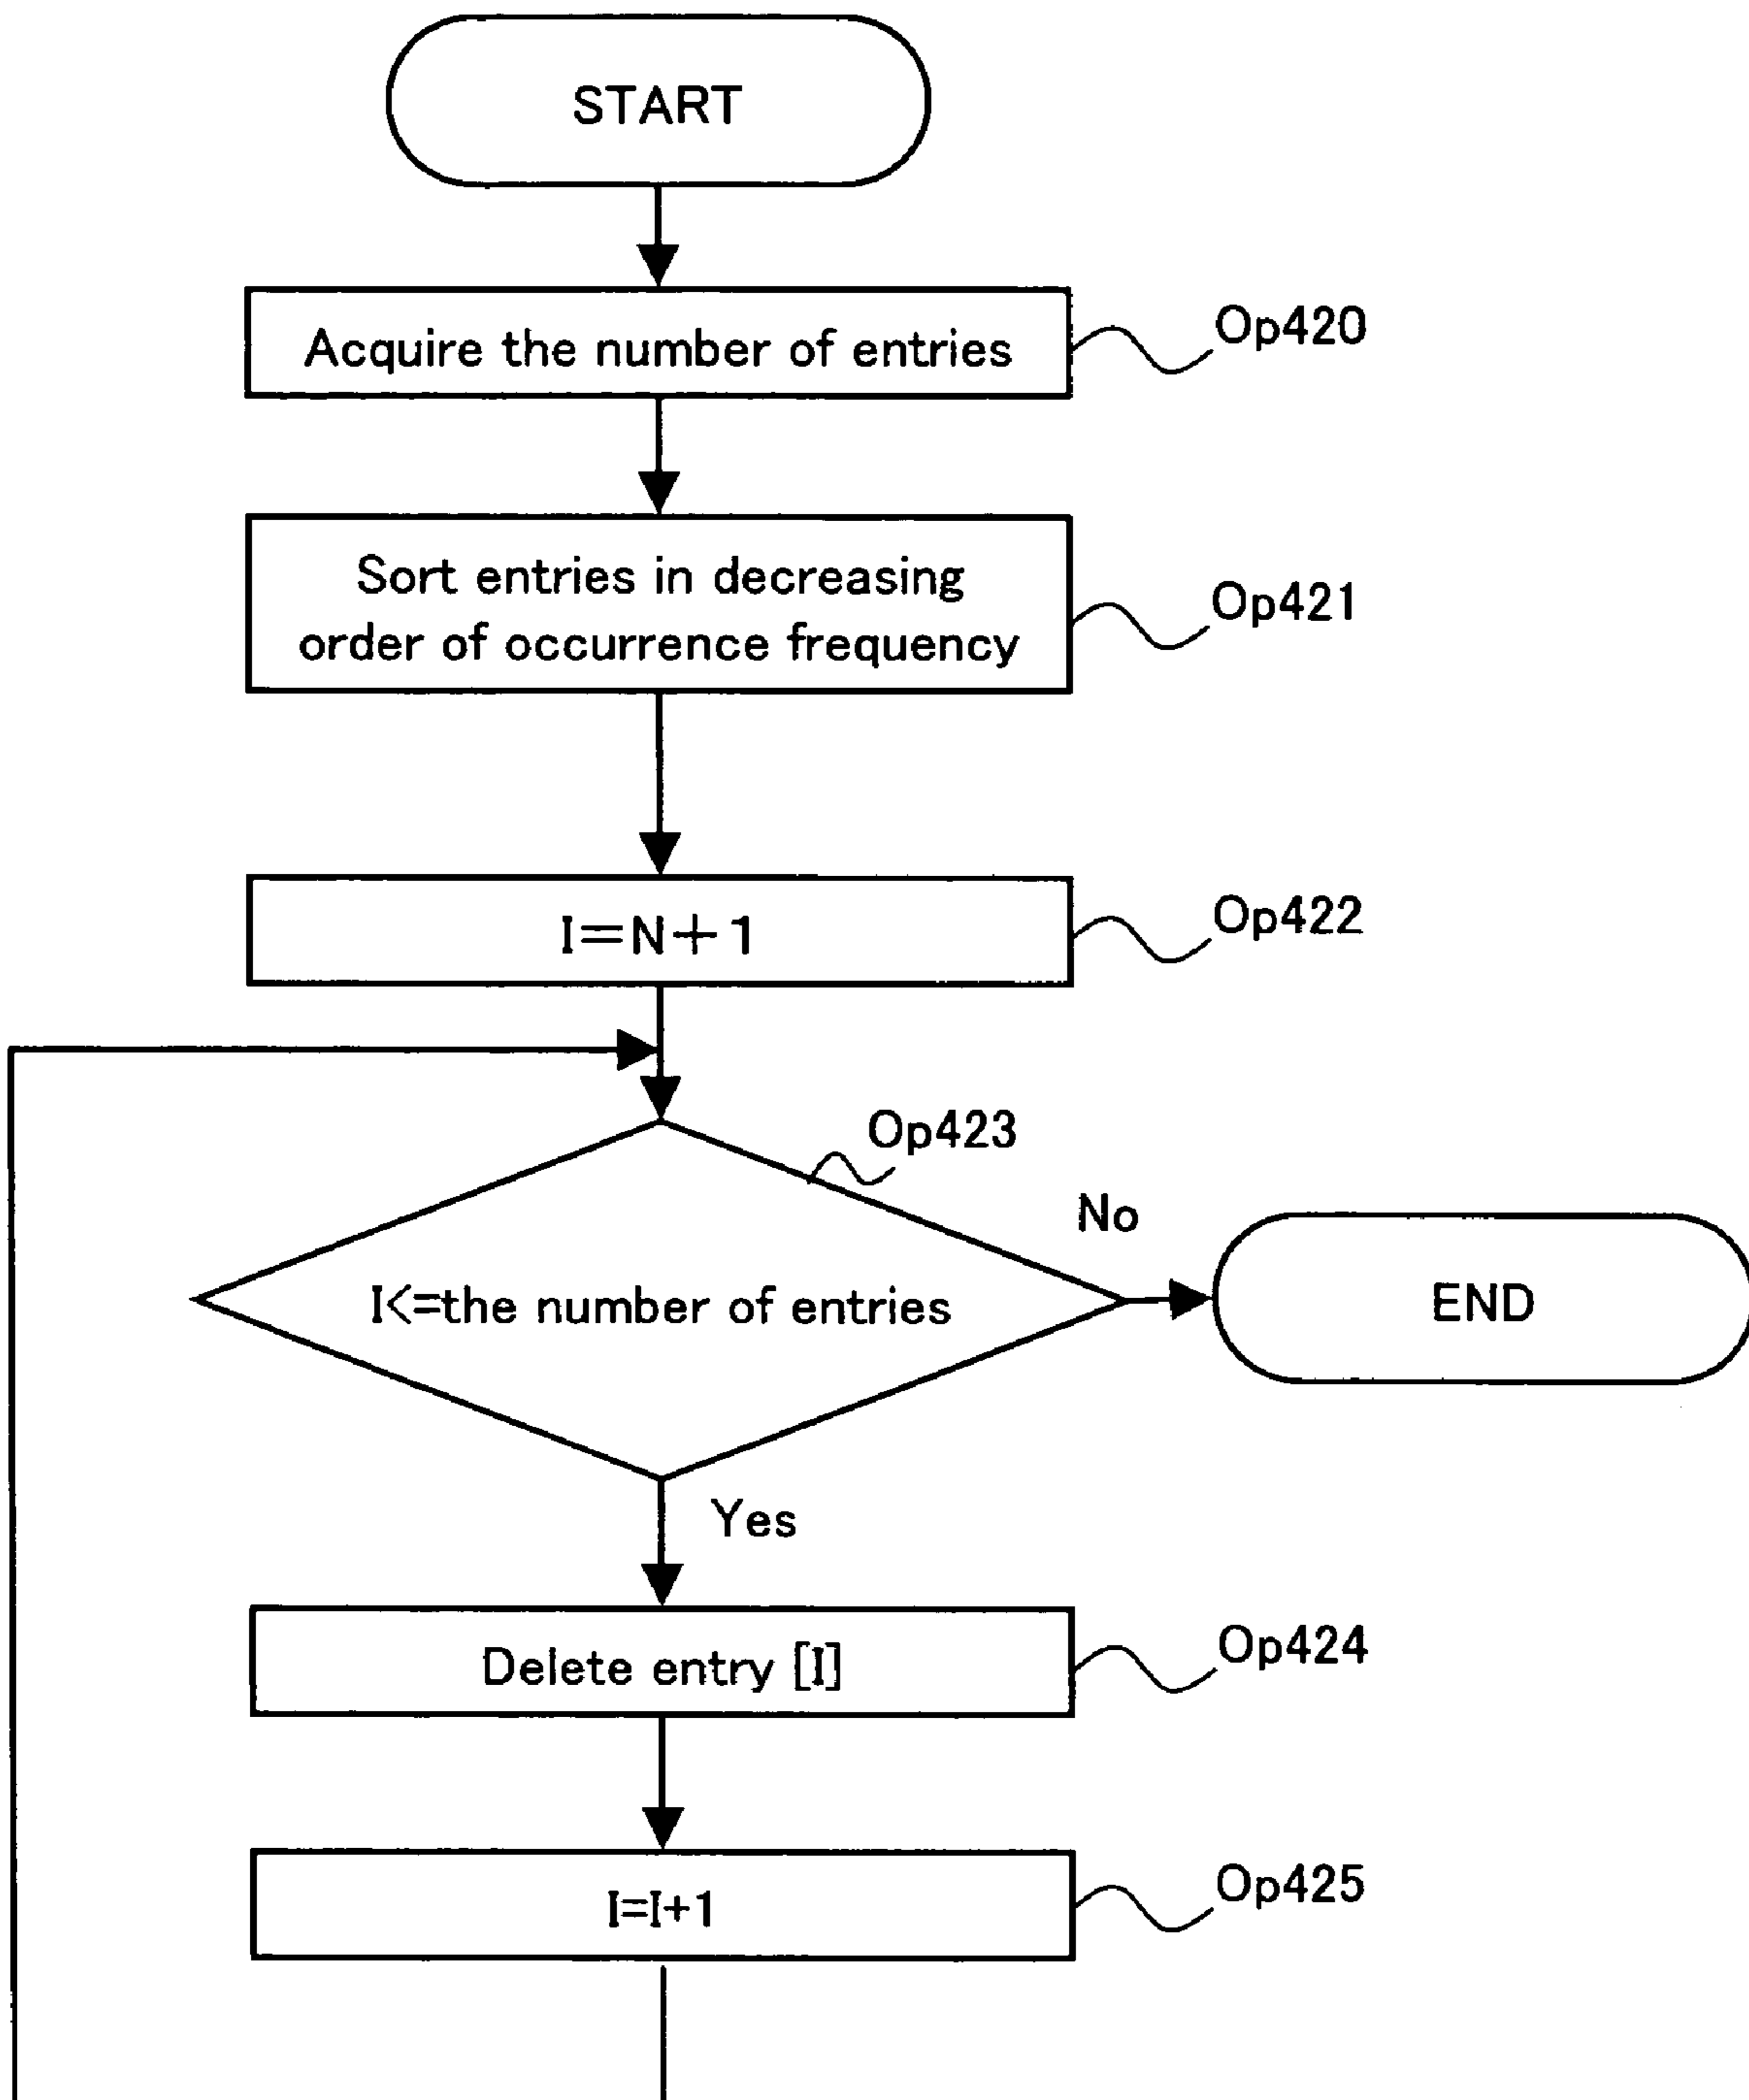 START
Acquire the number of entries
Op420
Sort entries in decreasing
order of occurrence frequency
Op421
I=N+1
Op422
Op423
No
I<=the number of entries
END
Yes
Delete entry [I]
Op424
I=I+1
Op425